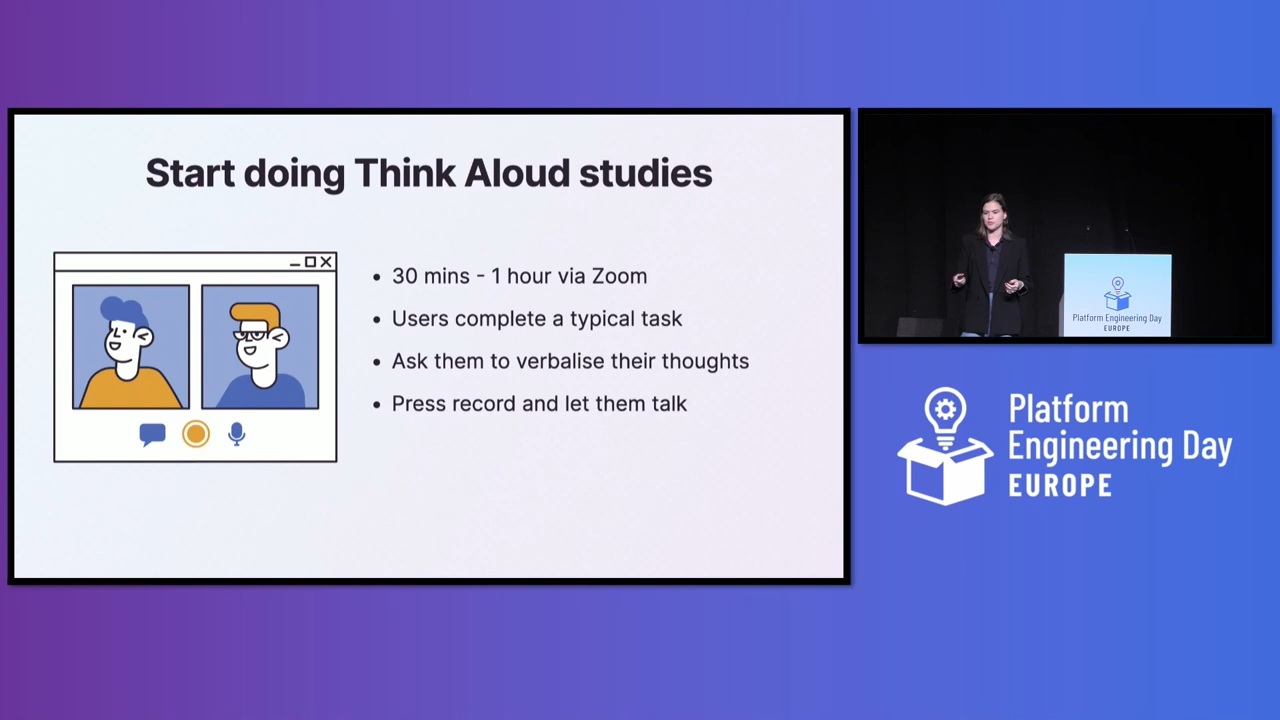 Start doing Think Aloud studies
• 30 mins - 1 hour via Zoom
• Users complete a typical task
• Ask them to verbalise their thoughts
• Press record and let them talk
Platform Engineering Day
EUROPE
Platform
Engineering Day
EUROPE